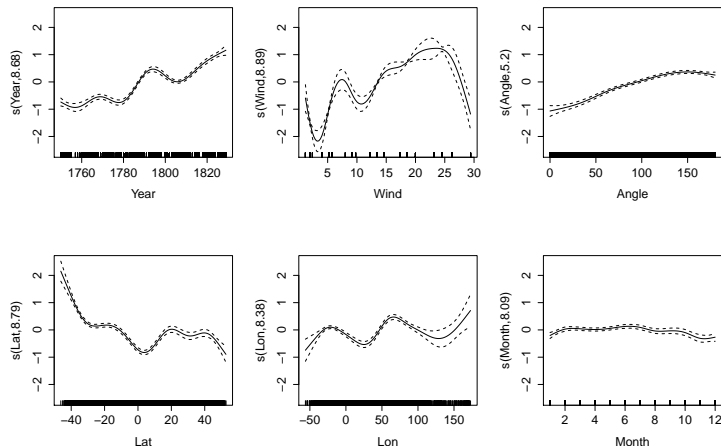 s(Year,8.68)
2
1
0
-1
-2
1760 1780 1800 1820
Year
s(Wind,8.89)
2
1
0
-1
-2
5 10 15 20 25 30
Wind
s(Angle,5.2)
2
1
0
-1
-2
0 50 100 150
Angle
s(Lat,8.79)
2
1
0
-1
-2
-40 -20 0 20 40
Lat
s(Lon,8.38)
2
1
0
-1
-2
-50 0 50 100 150
Lon
s(Month,8.09)
2
1
0
-1
-2
2 4 6 8 10 12
Month